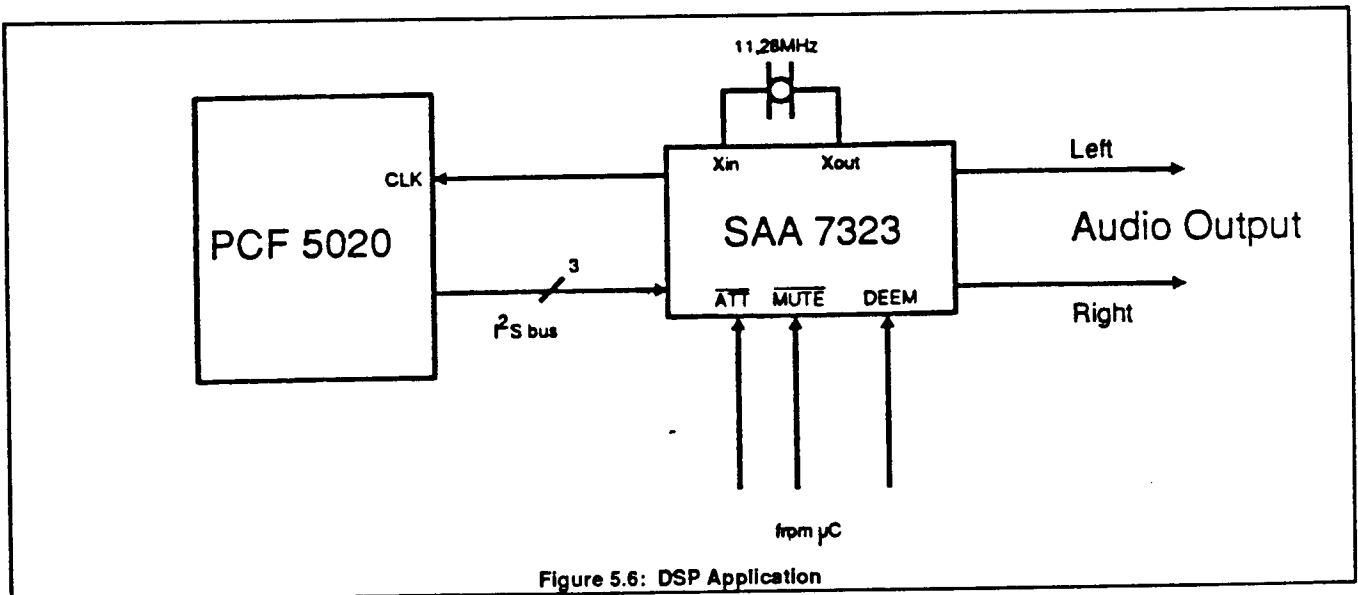 11,28MHz
Xin
Xout
Left
CLK
PCF 5020
SAA 7323
Audio Output
3
ATT
MUTE
DEEM
I2S bus
Right
from µC
Figure 5.6: DSP Application